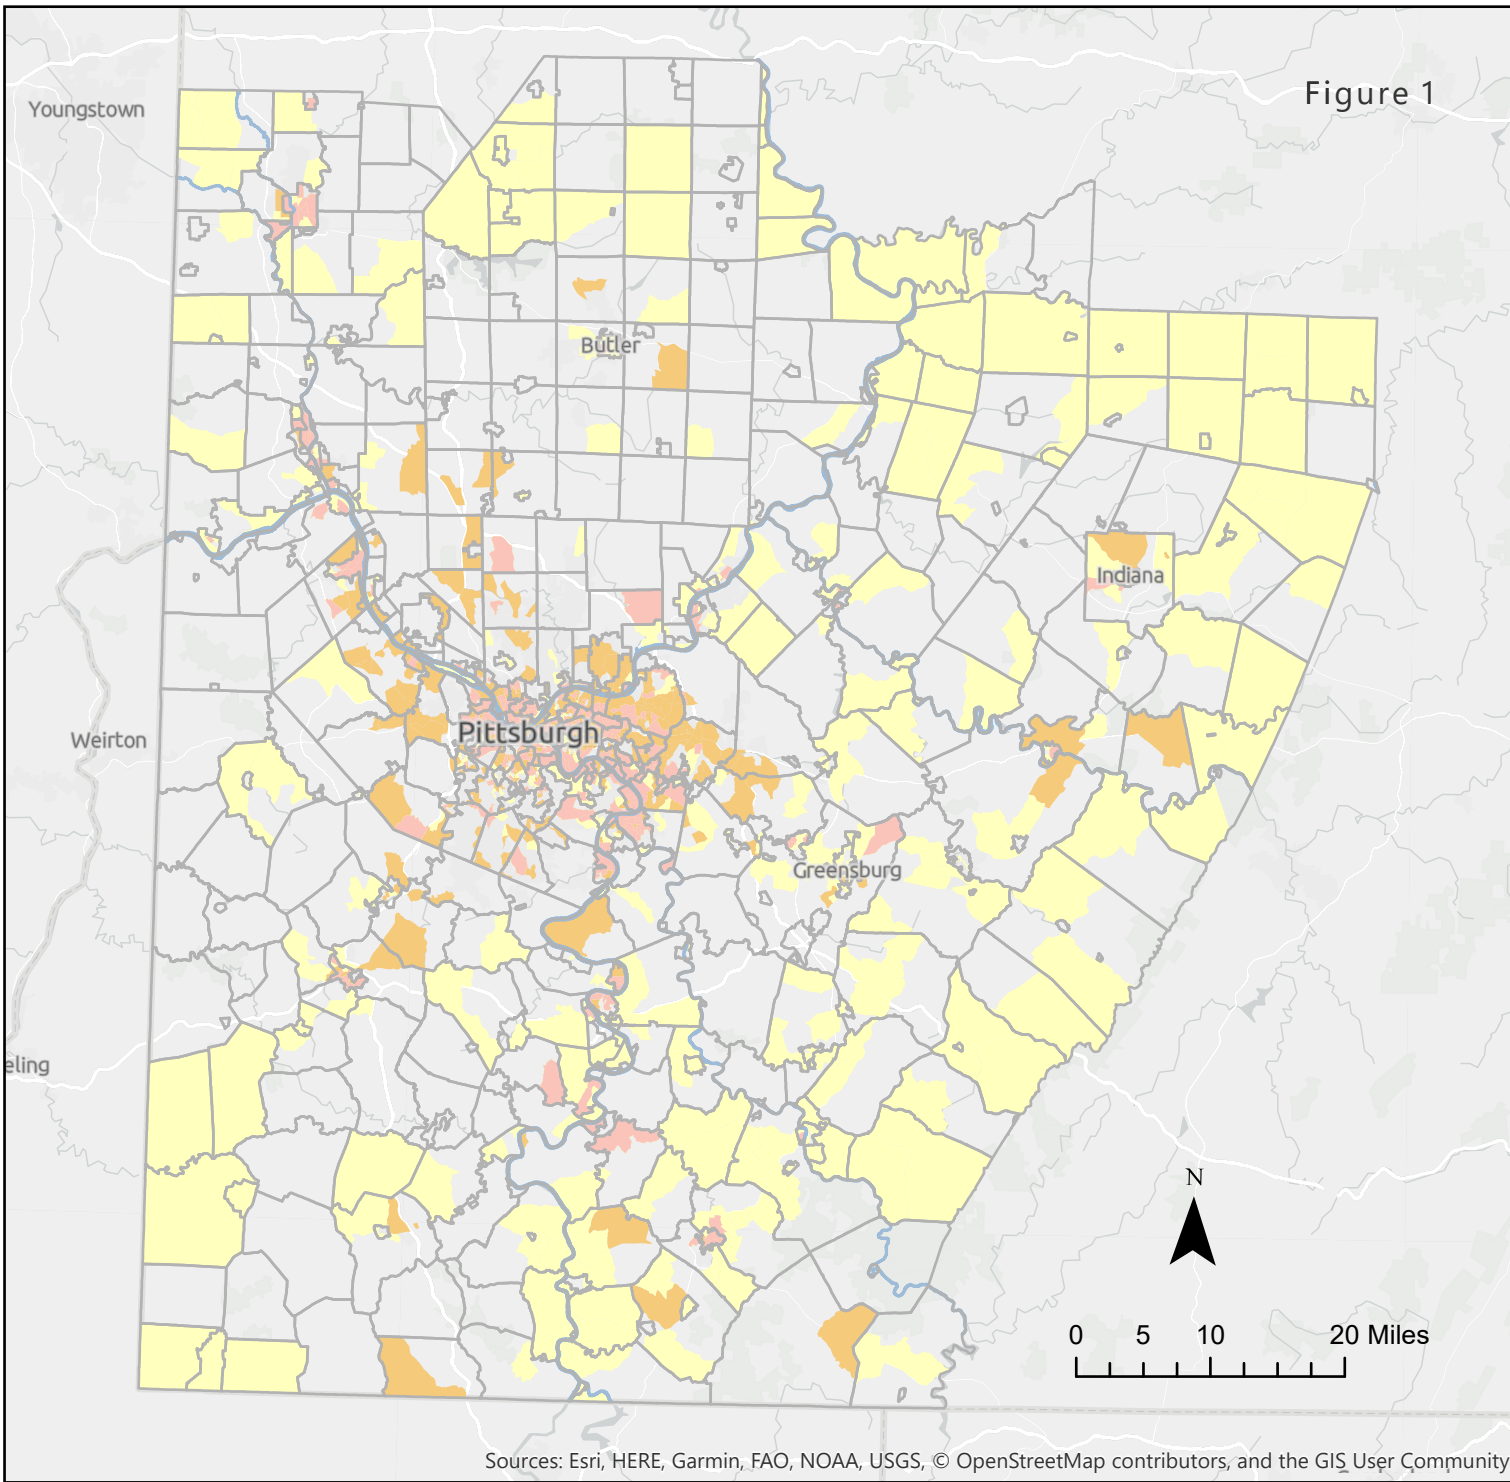 Figure 1
Youngstown
Butler
Indiana
Pittsburgh
Weirton
Greensburg
eling
N
0 5 10 20 Miles
Sources: Esri, HERE, Garmin, FAO, NOAA, USGS, © OpenStreetMap contributors, and the GIS User Community